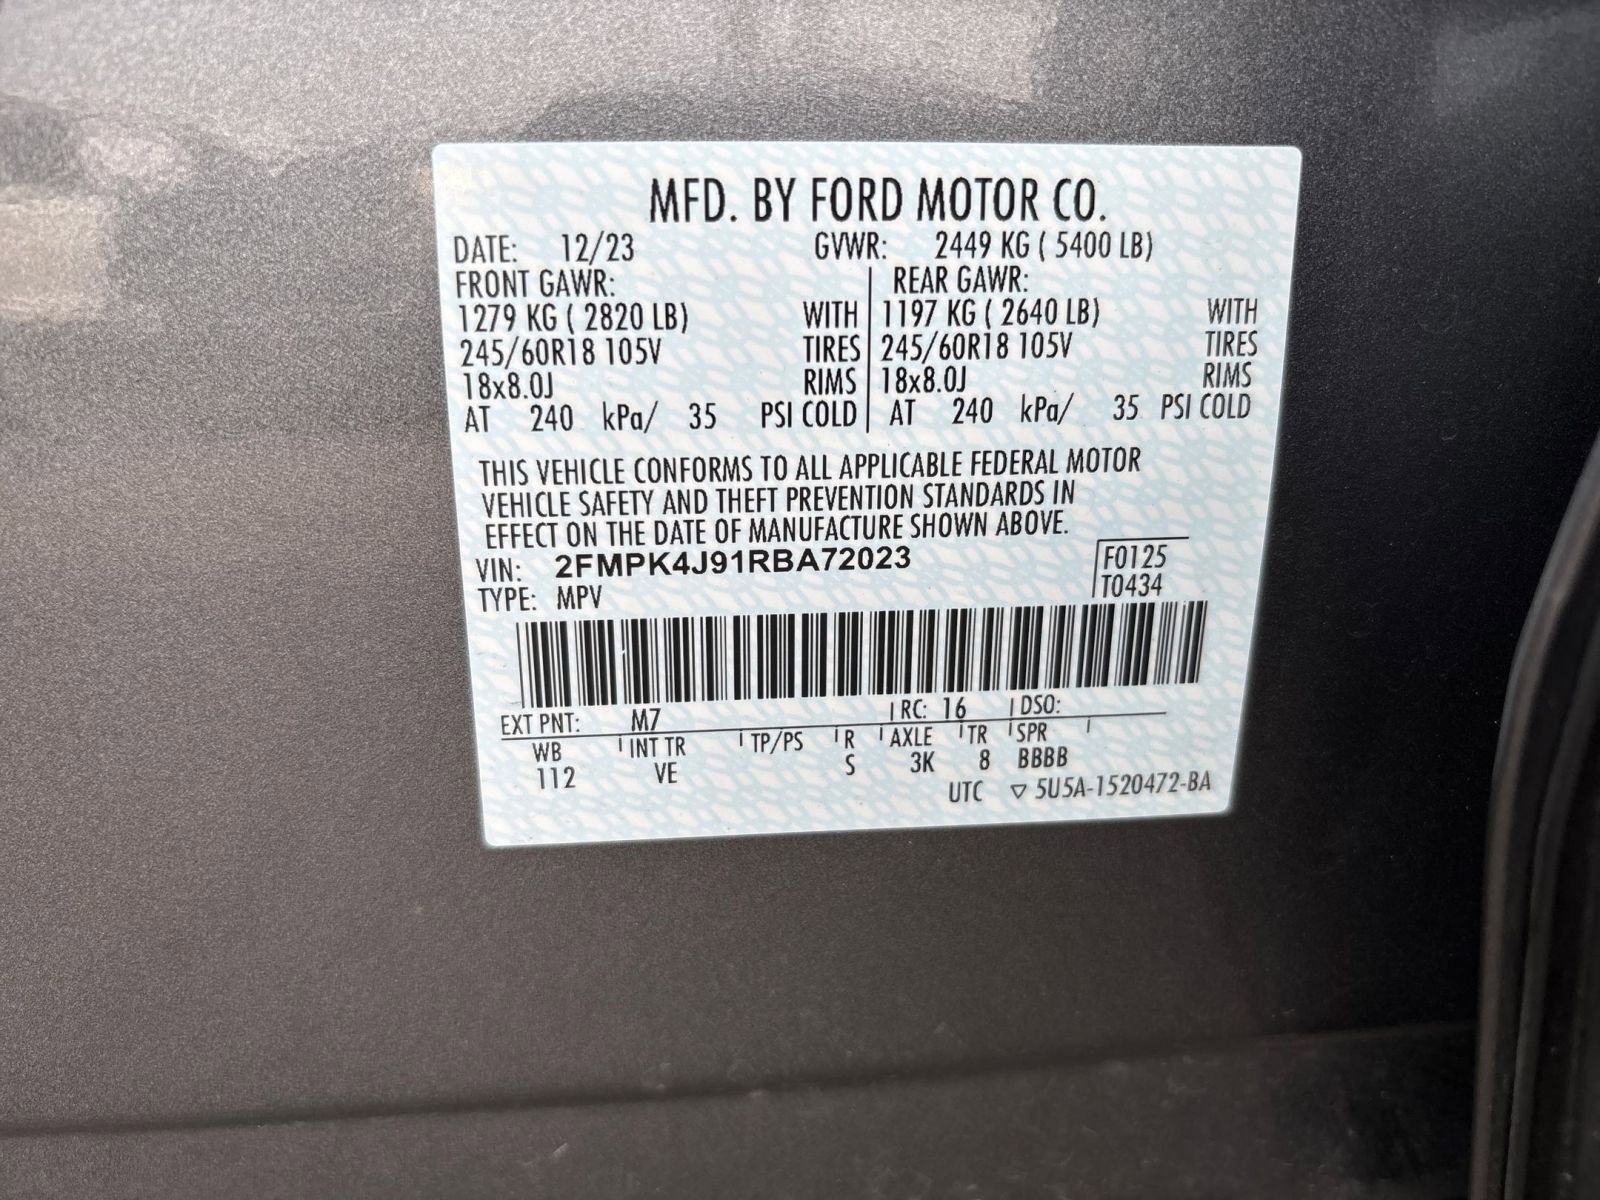 MFD. BY FORD MOTOR CO.
DATE: 12/23 GVWR: 2449 KG ( 5400 LB)
FRONT GAWR: REAR GAWR:
1279 KG ( 2820 LB) WITH 1197 KG ( 2640 LB) WITH
245/60R18 105V TIRES 245/60R18 105V TIRES
18x8.0J RIMS 18x8.0J RIMS
AT 240 kPa/ 35 PSI COLD AT 240 kPa/ 35 PSI COLD
THIS VEHICLE CONFORMS TO ALL APPLICABLE FEDERAL MOTOR
VEHICLE SAFETY AND THEFT PREVENTION STANDARDS IN
EFFECT ON THE DATE OF MANUFACTURE SHOWN ABOVE.
VIN: 2FMPK4J91RBA72023 F0125
TYPE: MPV T0434
EXT PNT: M7 RC: 16 DSO:
WB INT TR TP/PS R AXLE TR SPR
112 VE S 3K 8 BBBB
UTC ▽ 5U5A-1520472-BA